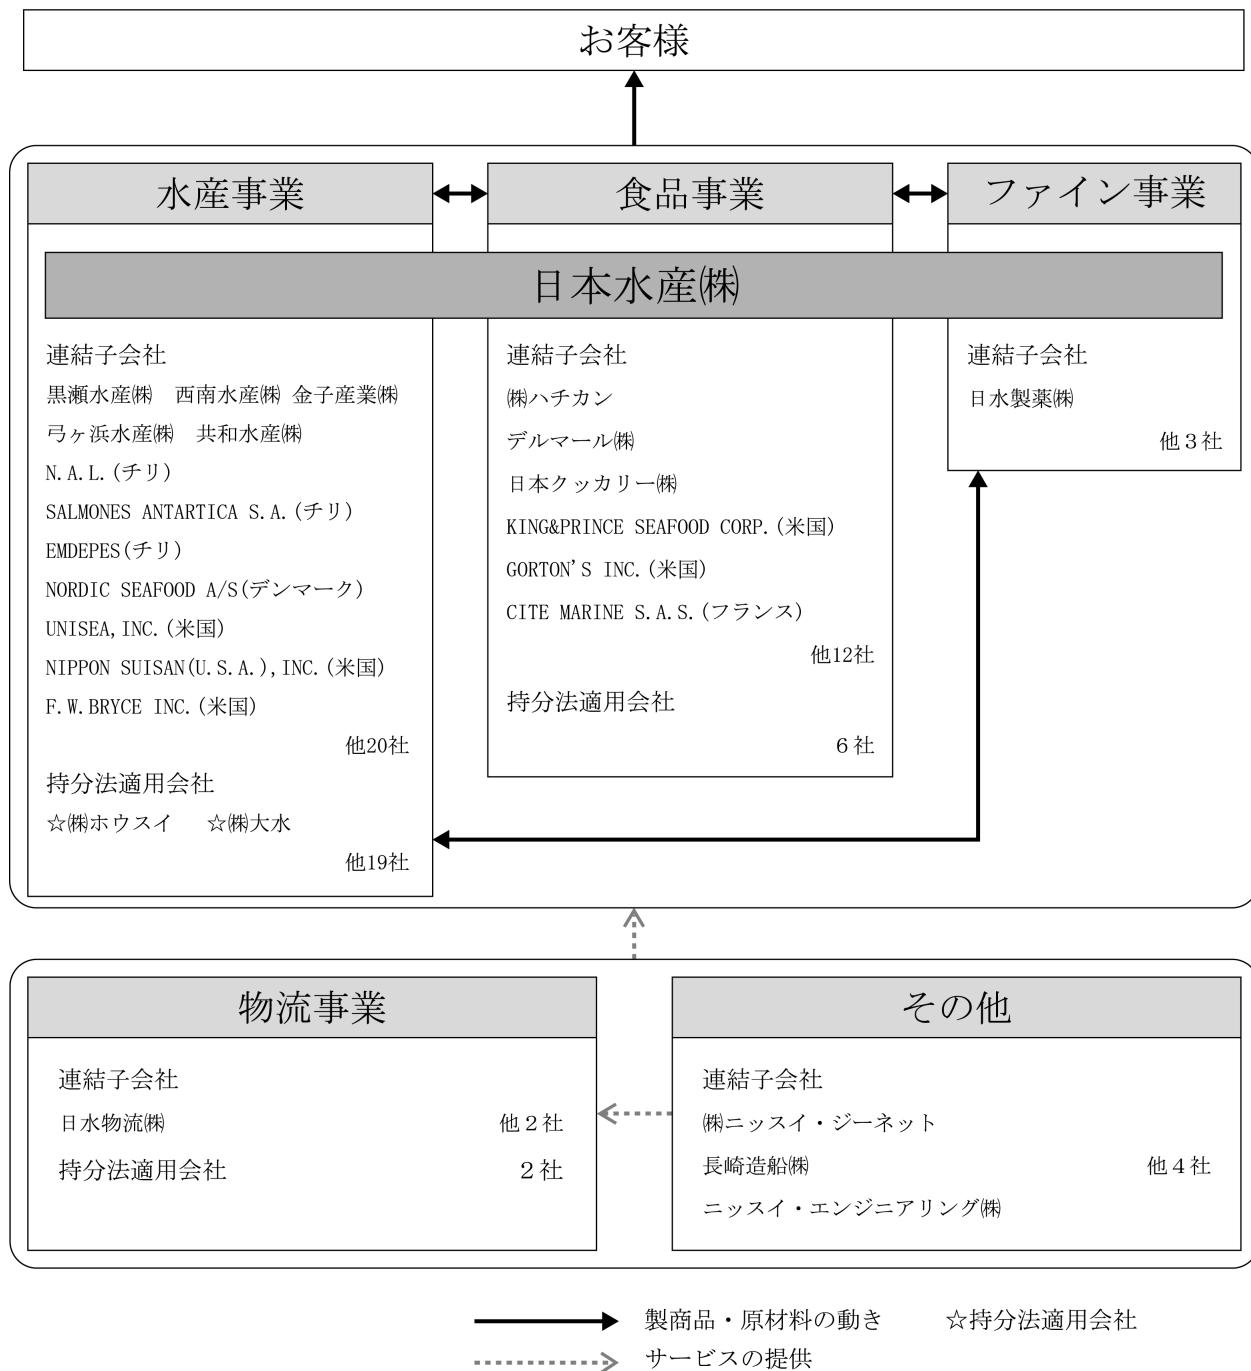 お客様
水産事業
食品事業
ファイン事業
日本水産㈱
連結子会社
黒瀬水産㈱　西南水産㈱ 金子産業㈱
弓ヶ浜水産㈱　共和水産㈱
N.A.L.(チリ)
SALMONES ANTARTICA S.A.(チリ)
EMDEPES(チリ)
NORDIC SEAFOOD A/S(デンマーク)
UNISEA,INC.(米国)
NIPPON SUISAN(U.S.A.),INC.(米国)
F.W.BRYCE INC.(米国)
他20社
持分法適用会社
☆㈱ホウスイ　☆㈱大水
他19社
連結子会社
㈱ハチカン
デルマール㈱
日本クッカリー㈱
KING&PRINCE SEAFOOD CORP.(米国)
GORTON'S INC.(米国)
CITE MARINE S.A.S.(フランス)
他12社
持分法適用会社
６社
連結子会社
日水製薬㈱
他３社
物流事業
連結子会社
日水物流㈱　他２社
持分法適用会社　２社
その他
連結子会社
㈱ニッスイ・ジーネット
長崎造船㈱　他４社
ニッスイ・エンジニアリング㈱
製商品・原材料の動き　☆持分法適用会社
サービスの提供